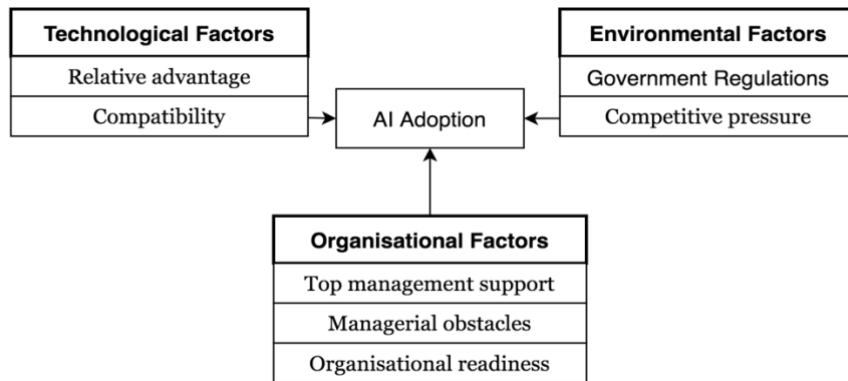 Technological Factors
Relative advantage
Compatibility
AI Adoption
Environmental Factors
Government Regulations
Competitive pressure
Organisational Factors
Top management support
Managerial obstacles
Organisational readiness